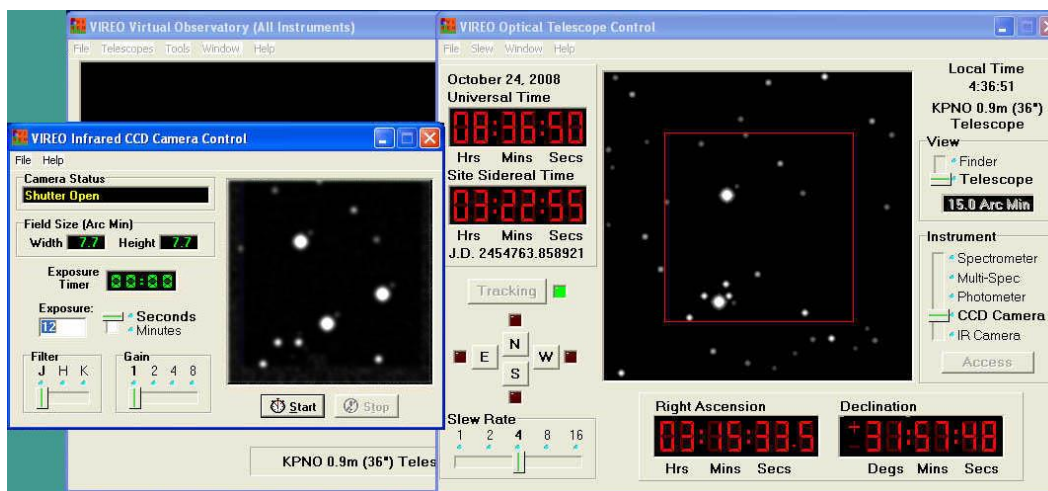 VIREO Virtual Observatory (All Instruments)
File Telescopes Tools Window Help
KPNO 0.9m (36") Teles
VIREO Infrared CCD Camera Control
File Help
Camera Status
Shutter Open
Field Size (Arc Min)
Width 7.7 Height 7.7
Exposure Timer 00:00
Exposure:
12
Seconds
Minutes
Filter
J H K
Gain
1 2 4 8
Start
Stop
VIREO Optical Telescope Control
File Slew Window Help
October 24, 2008
Universal Time
08:36:50
Hrs Mins Secs
Site Sidereal Time
03:22:55
Hrs Mins Secs
J.D. 2454763.858921
Tracking
N
E W
S
Slew Rate
1 2 4 8 16
Local Time
4:36:51
KPNO 0.9m (36")
Telescope
View
Finder
Telescope
15.0 Arc Min
Instrument
Spectrometer
Multi-Spec
Photometer
CCD Camera
IR Camera
Access
Right Ascension
03:15:33.5
Hrs Mins Secs
Declination
+31:57:48
Degs Mins Secs